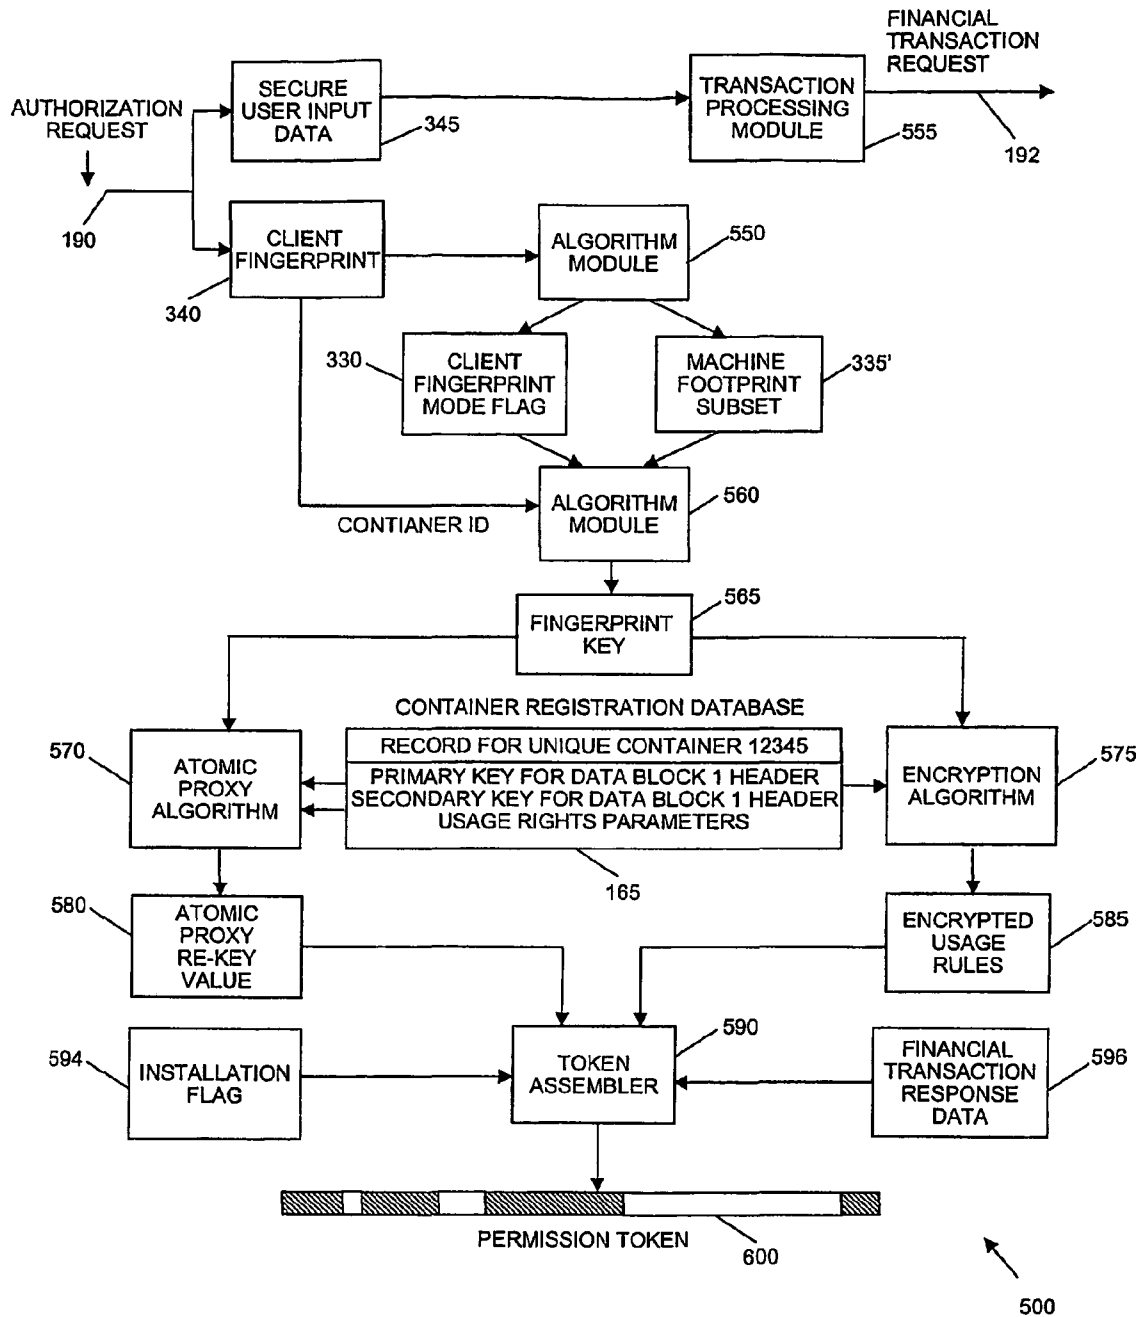 FINANCIAL
TRANSACTION
REQUEST
AUTHORIZATION
REQUEST
190
SECURE
USER INPUT
DATA
345
TRANSACTION
PROCESSING
MODULE
555
192
CLIENT
FINGERPRINT
340
ALGORITHM
MODULE
550
330
CLIENT
FINGERPRINT
MODE FLAG
MACHINE
FOOTPRINT
SUBSET
335'
CONTIANER ID
ALGORITHM
MODULE
560
FINGERPRINT
KEY
565
CONTAINER REGISTRATION DATABASE
RECORD FOR UNIQUE CONTAINER 12345
PRIMARY KEY FOR DATA BLOCK 1 HEADER
SECONDARY KEY FOR DATA BLOCK 1 HEADER
USAGE RIGHTS PARAMETERS
165
570
ATOMIC
PROXY
ALGORITHM
ENCRYPTION
ALGORITHM
575
580
ATOMIC
PROXY
RE-KEY
VALUE
ENCRYPTED
USAGE
RULES
585
594
INSTALLATION
FLAG
TOKEN
ASSEMBLER
590
FINANCIAL
TRANSACTION
RESPONSE
DATA
596
PERMISSION TOKEN
600
500